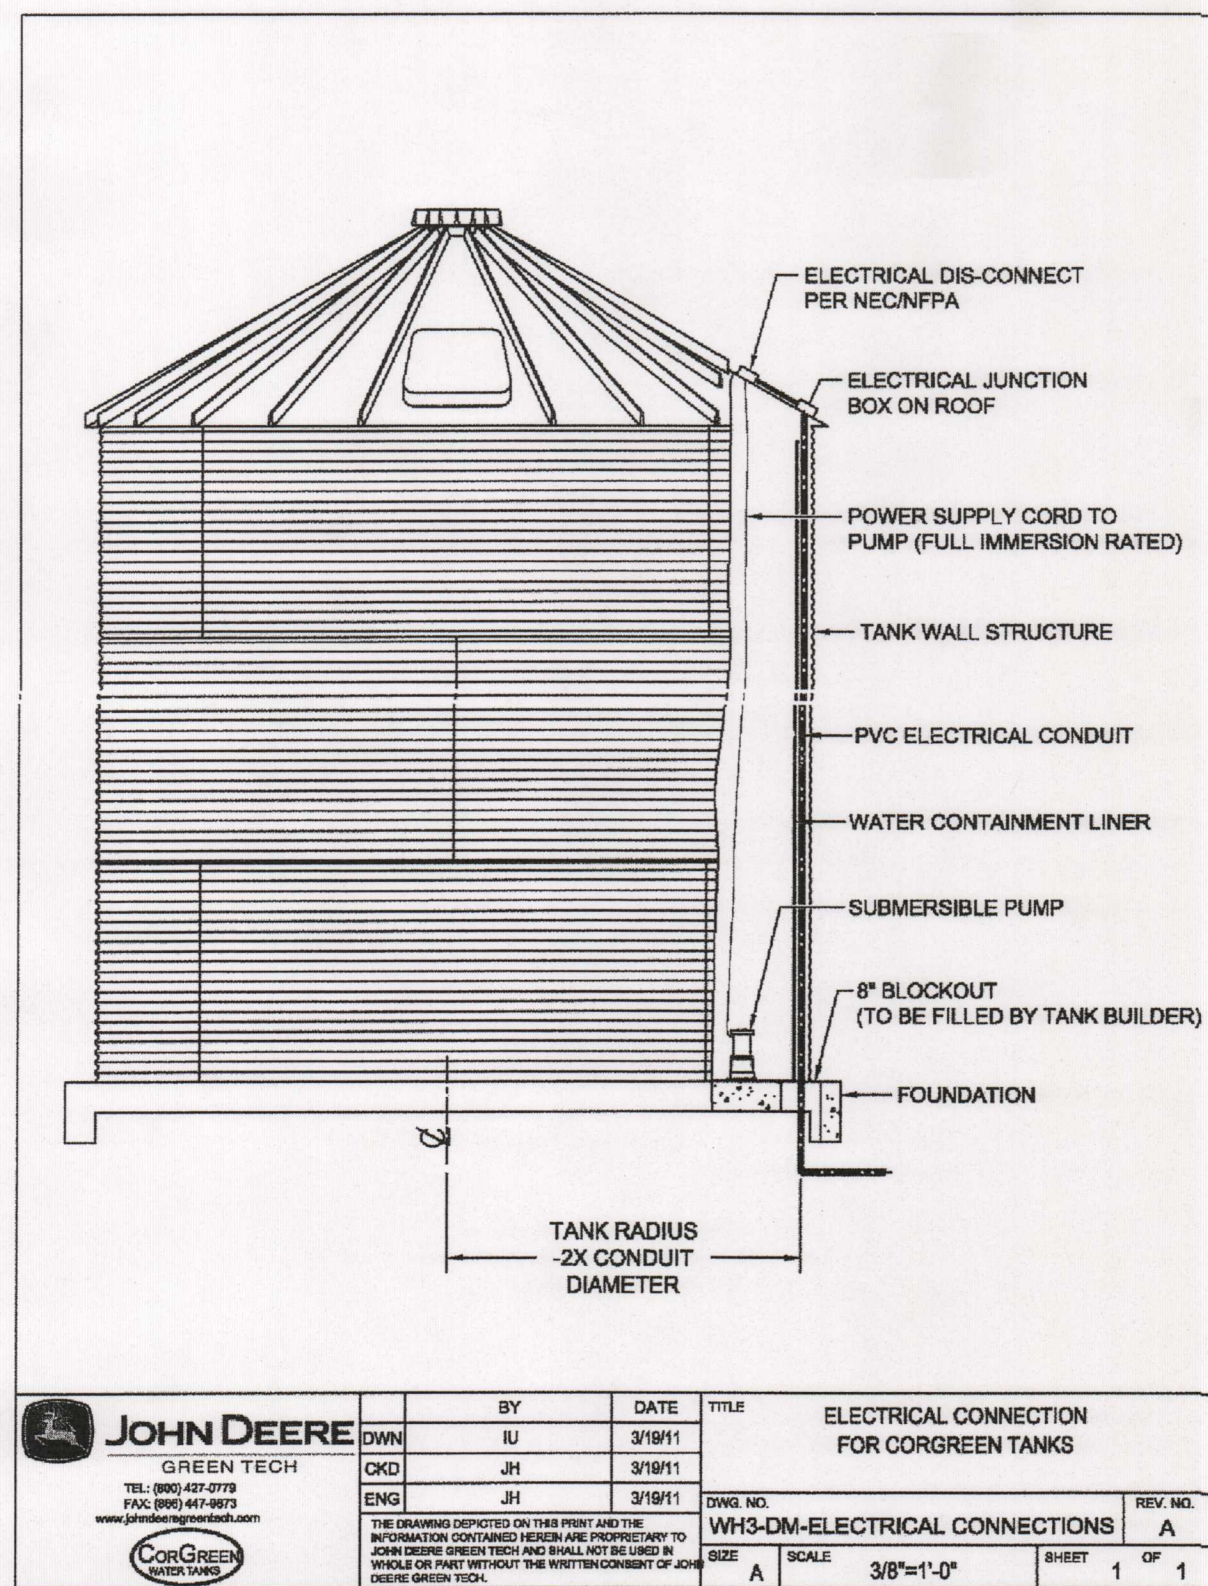 ELECTRICAL DIS-CONNECT
PER NEC/NFPA
ELECTRICAL JUNCTION
BOX ON ROOF
POWER SUPPLY CORD TO
PUMP (FULL IMMERSION RATED)
TANK WALL STRUCTURE
PVC ELECTRICAL CONDUIT
WATER CONTAINMENT LINER
SUBMERSIBLE PUMP
8" BLOCKOUT
(TO BE FILLED BY TANK BUILDER)
FOUNDATION
TANK RADIUS
-2X CONDUIT
DIAMETER
JOHN DEERE
GREEN TECH
TEL: (800) 427-0779
FAX: (866) 447-9873
www.johndeeregreentech.com
CORGREEN
WATER TANKS
BY DATE
DWN IU 3/19/11
CKD JH 3/19/11
ENG JH 3/19/11
THE DRAWING DEPICTED ON THIS PRINT AND THE
INFORMATION CONTAINED HEREIN ARE PROPRIETARY TO
JOHN DEERE GREEN TECH AND SHALL NOT BE USED IN
WHOLE OR PART WITHOUT THE WRITTEN CONSENT OF JOHN
DEERE GREEN TECH.
TITLE
ELECTRICAL CONNECTION
FOR CORGREEN TANKS
DWG. NO.
WH3-DM-ELECTRICAL CONNECTIONS
REV. NO.
A
SIZE A
SCALE 3/8"=1'-0"
SHEET 1 OF 1